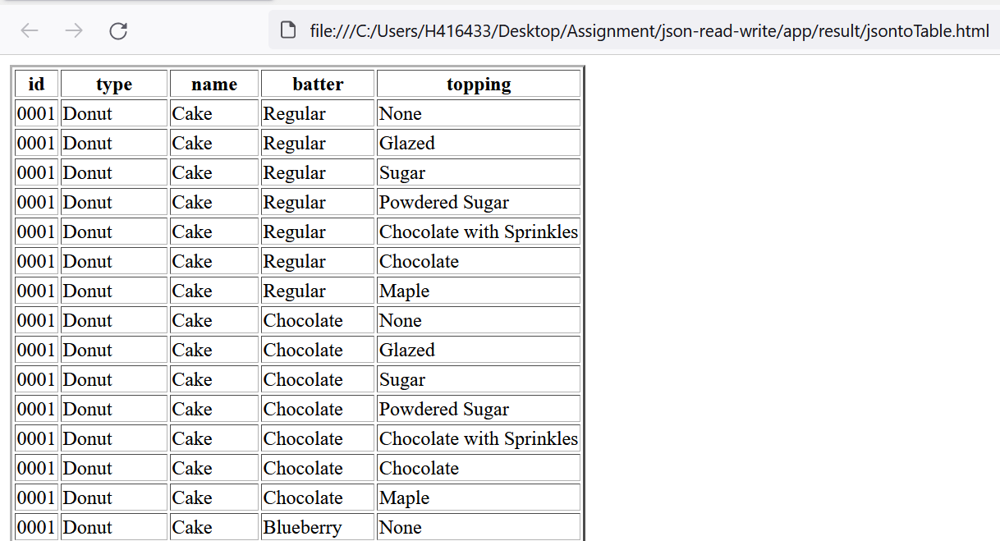 file:///C:/Users/H416433/Desktop/Assignment/json-read-write/app/result/jsontoTable.html
id type name batter topping
0001 Donut Cake Regular None
0001 Donut Cake Regular Glazed
0001 Donut Cake Regular Sugar
0001 Donut Cake Regular Powdered Sugar
0001 Donut Cake Regular Chocolate with Sprinkles
0001 Donut Cake Regular Chocolate
0001 Donut Cake Regular Maple
0001 Donut Cake Chocolate None
0001 Donut Cake Chocolate Glazed
0001 Donut Cake Chocolate Sugar
0001 Donut Cake Chocolate Powdered Sugar
0001 Donut Cake Chocolate Chocolate with Sprinkles
0001 Donut Cake Chocolate Chocolate
0001 Donut Cake Chocolate Maple
0001 Donut Cake Blueberry None